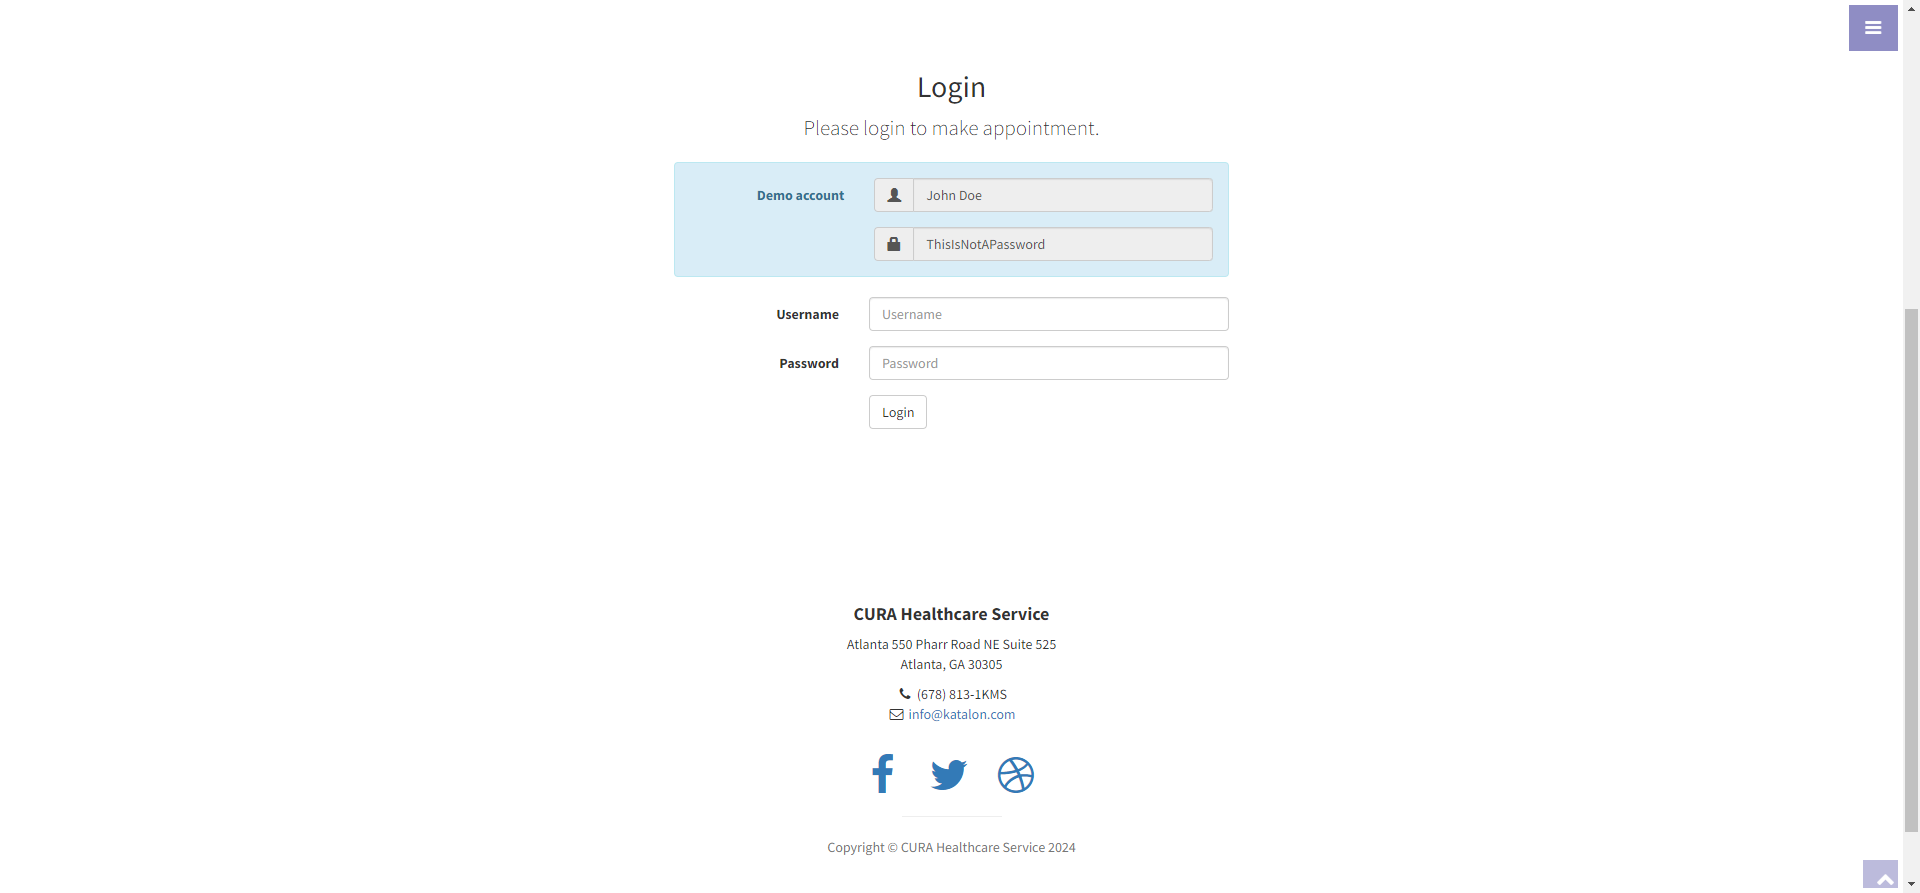 Login
Please login to make appointment.
Demo account
John Doe
ThisIsNotAPassword
Username
Username
Password
Password
Login
CURA Healthcare Service
Atlanta 550 Pharr Road NE Suite 525
Atlanta, GA 30305
(678) 813-1KMS
info@katalon.com
Copyright © CURA Healthcare Service 2024